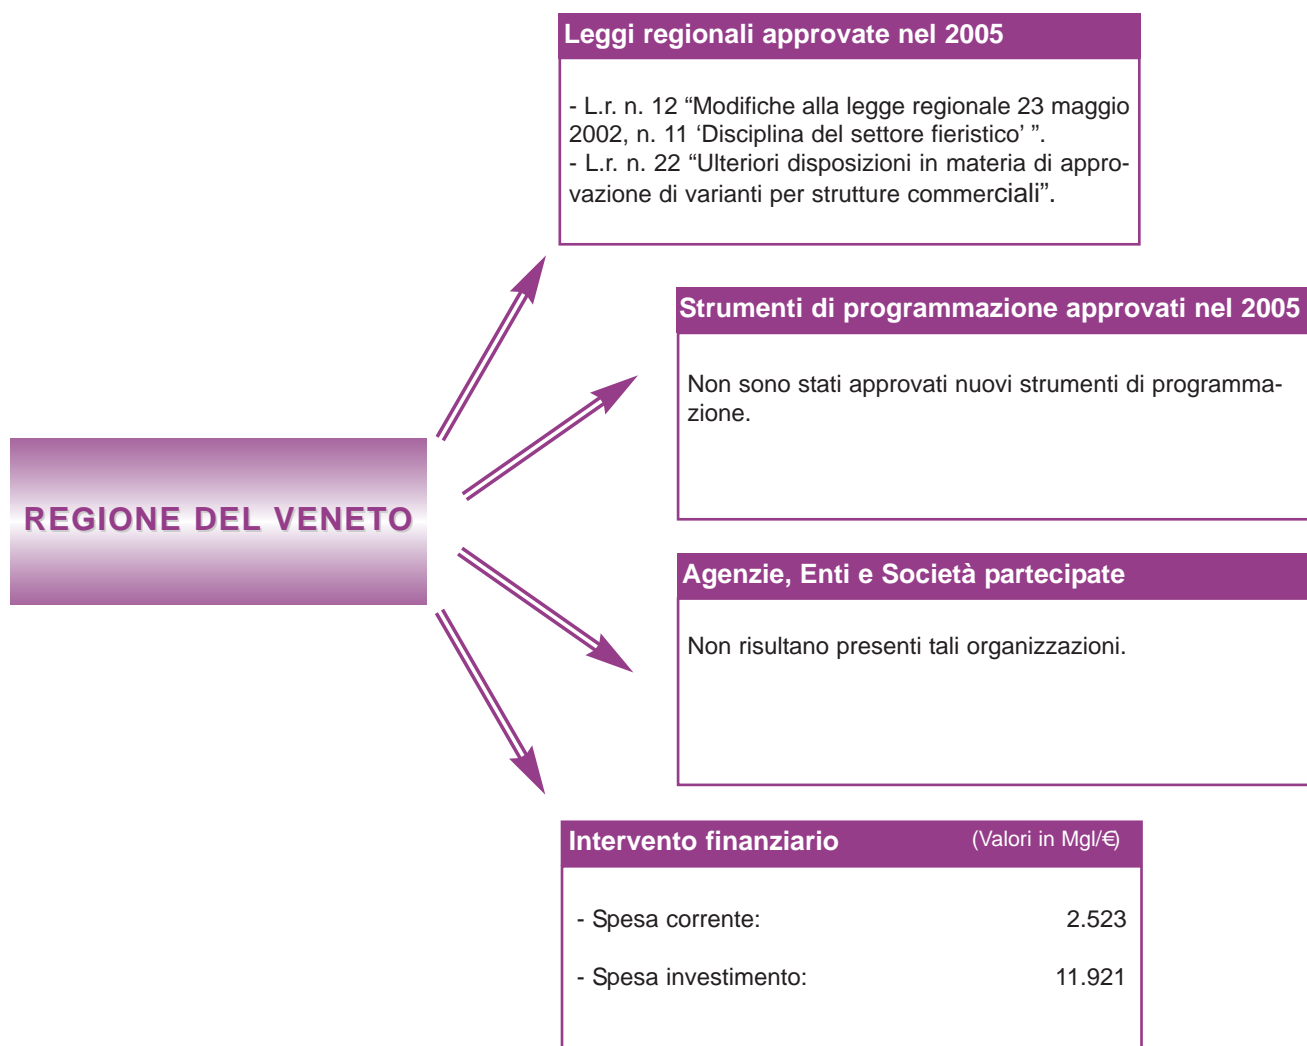 Leggi regionali approvate nel 2005
- L.r. n. 12 “Modifiche alla legge regionale 23 maggio
2002, n. 11 ‘Disciplina del settore fieristico’ ”.
- L.r. n. 22 “Ulteriori disposizioni in materia di appro-
vazione di varianti per strutture commerciali”.
Strumenti di programmazione approvati nel 2005
Non sono stati approvati nuovi strumenti di programma-
zione.
REGIONE DEL VENETO
Agenzie, Enti e Società partecipate
Non risultano presenti tali organizzazioni.
Intervento finanziario (Valori in Mgl/€)
- Spesa corrente: 2.523
- Spesa investimento: 11.921